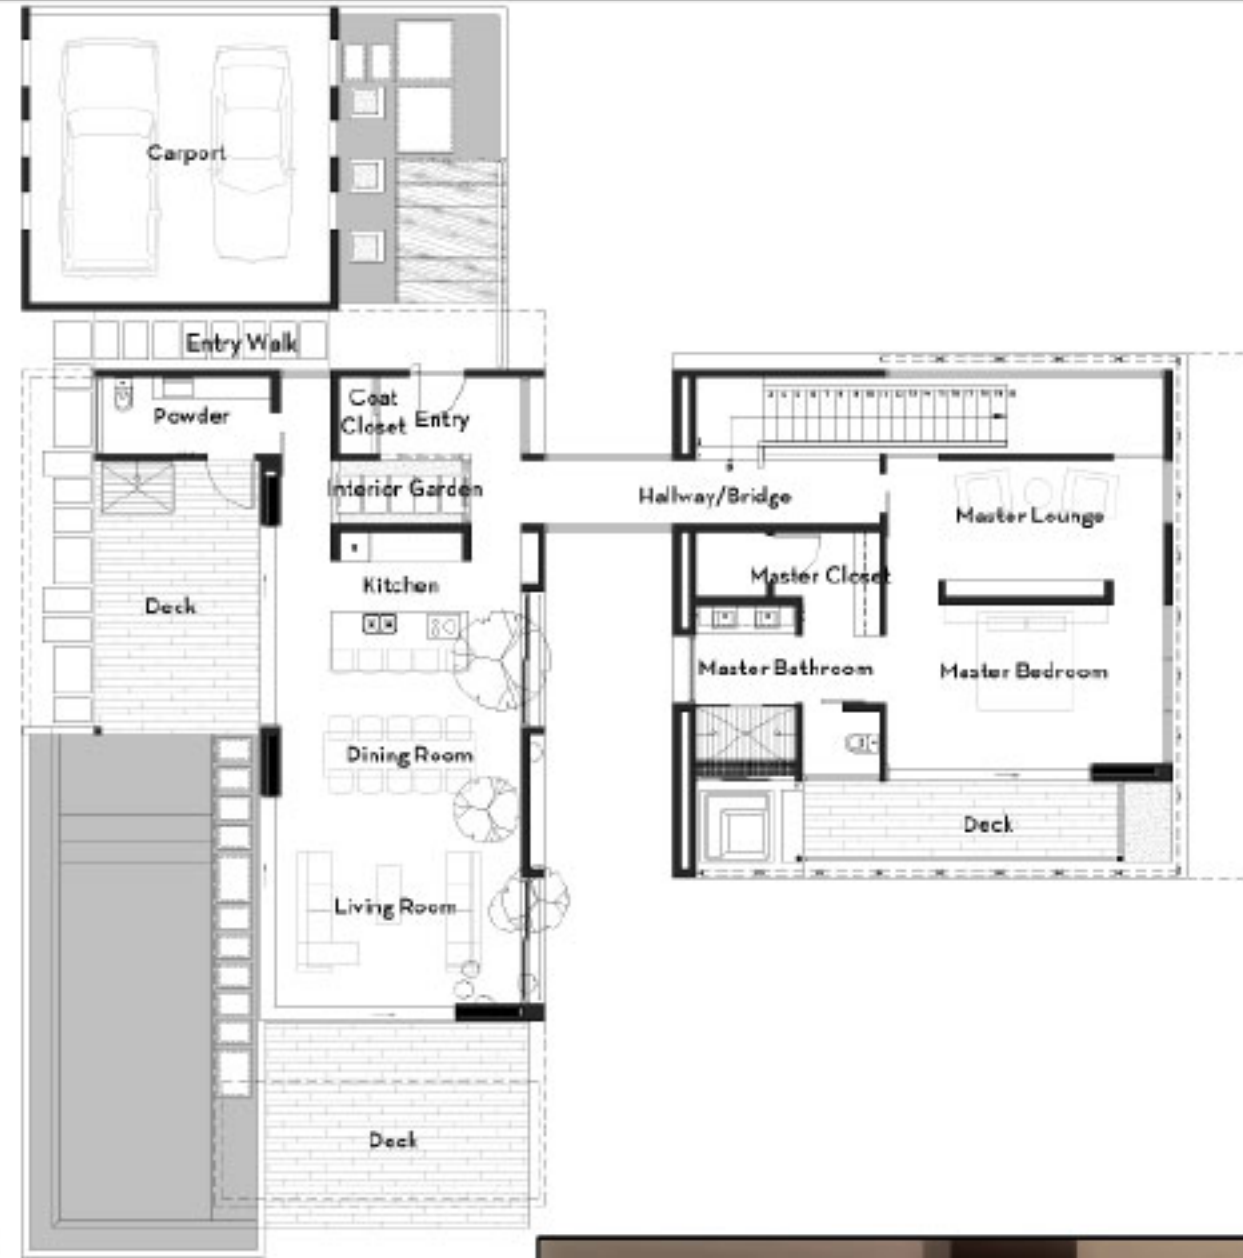 Carport
Entry Walk
Powder
Coat
Closet
Entry
Interior Garden
Hallway/Bridge
Master Lounge
Kitchen
Master Closet
Deck
Master Bathroom
Master Bedroom
Dining Room
Deck
Living Room
Deck